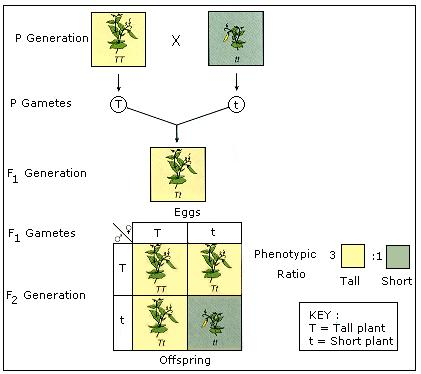 P Generation
TT
X
tt
P Gametes
T
t
F1 Generation
Tt
Eggs
F1 Gametes
♂ ♀
T
t
T
TT
Tt
F2 Generation
t
Tt
tt
Offspring
Phenotypic
Ratio
3
:1
Tall
Short
KEY :
T = Tall plant
t = Short plant